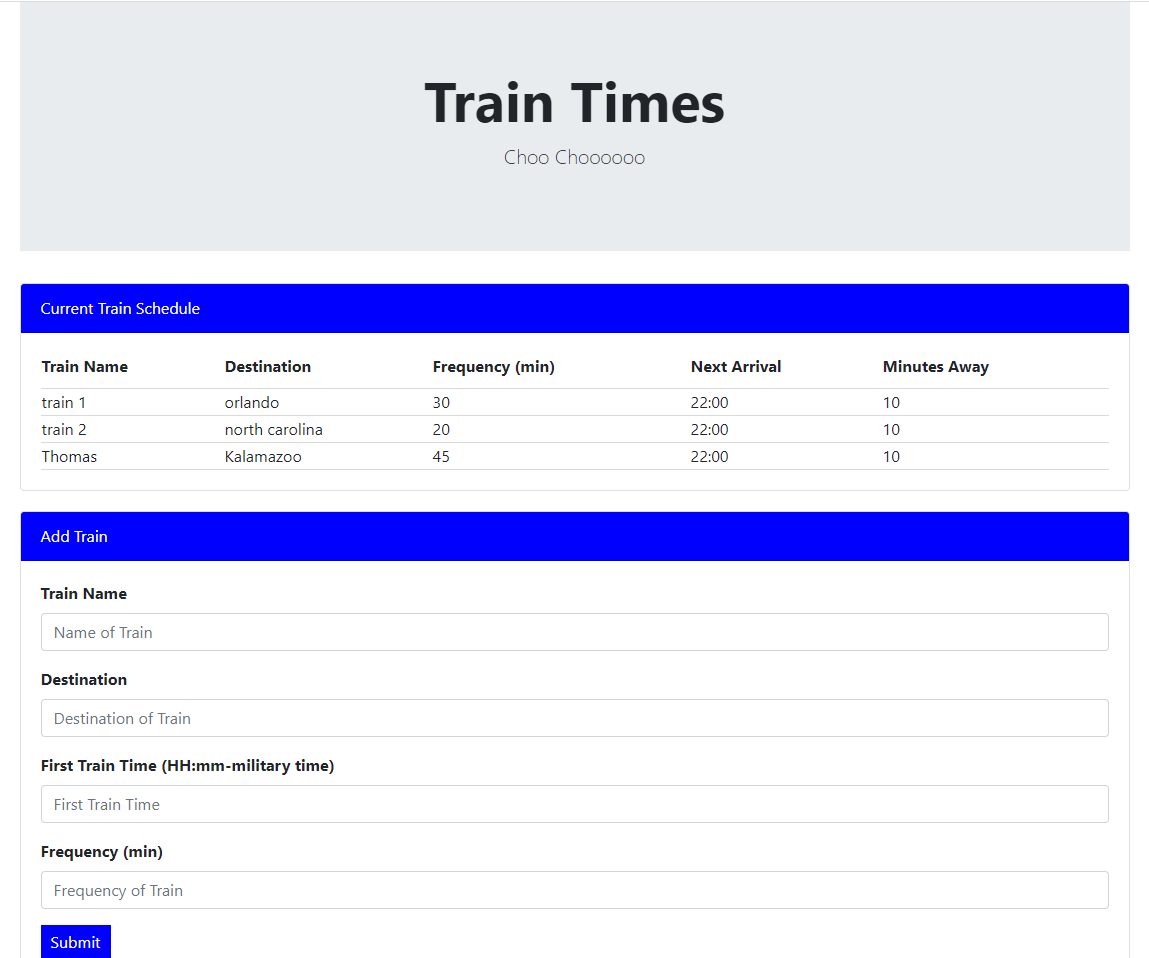 Train Times
Choo Choooooo
Current Train Schedule
Train Name Destination Frequency (min) Next Arrival Minutes Away
train 1 orlando 30 22:00 10
train 2 north carolina 20 22:00 10
Thomas Kalamazoo 45 22:00 10
Add Train
Train Name
Name of Train
Destination
Destination of Train
First Train Time (HH:mm-military time)
First Train Time
Frequency (min)
Frequency of Train
Submit